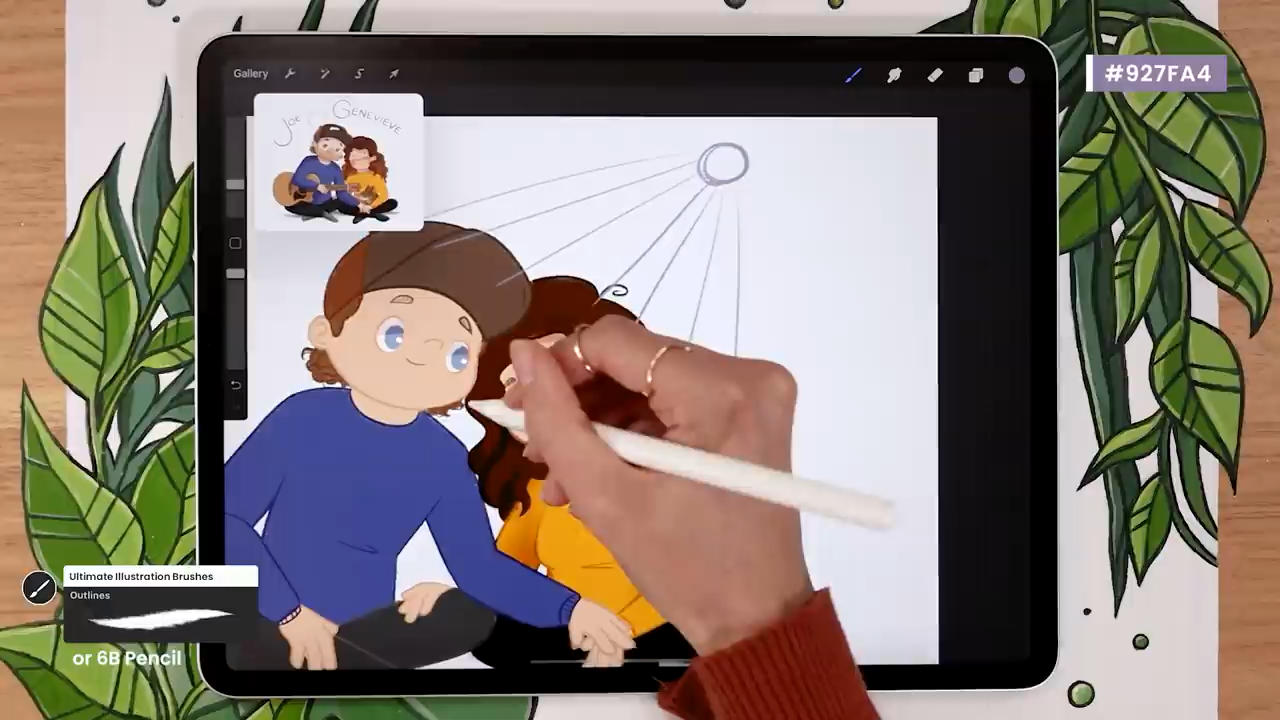 Gallery
#927FA4
JOE GENEVIEVE
Ultimate Illustration Brushes
Outlines
or 6B Pencil